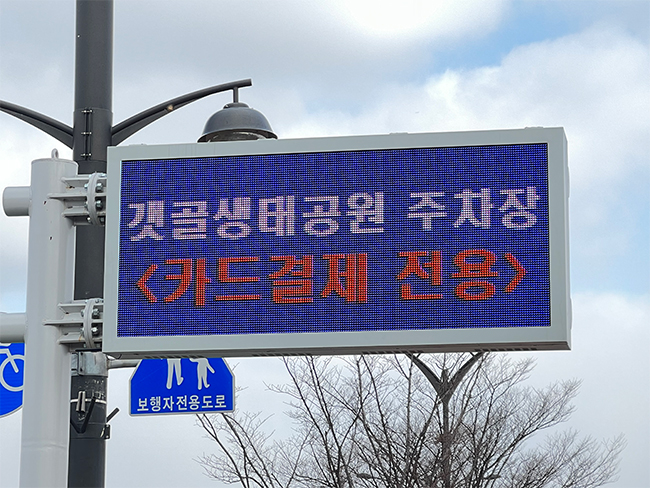 갯골생태공원 주차장
<카드결제 전용>
보행자전용도로